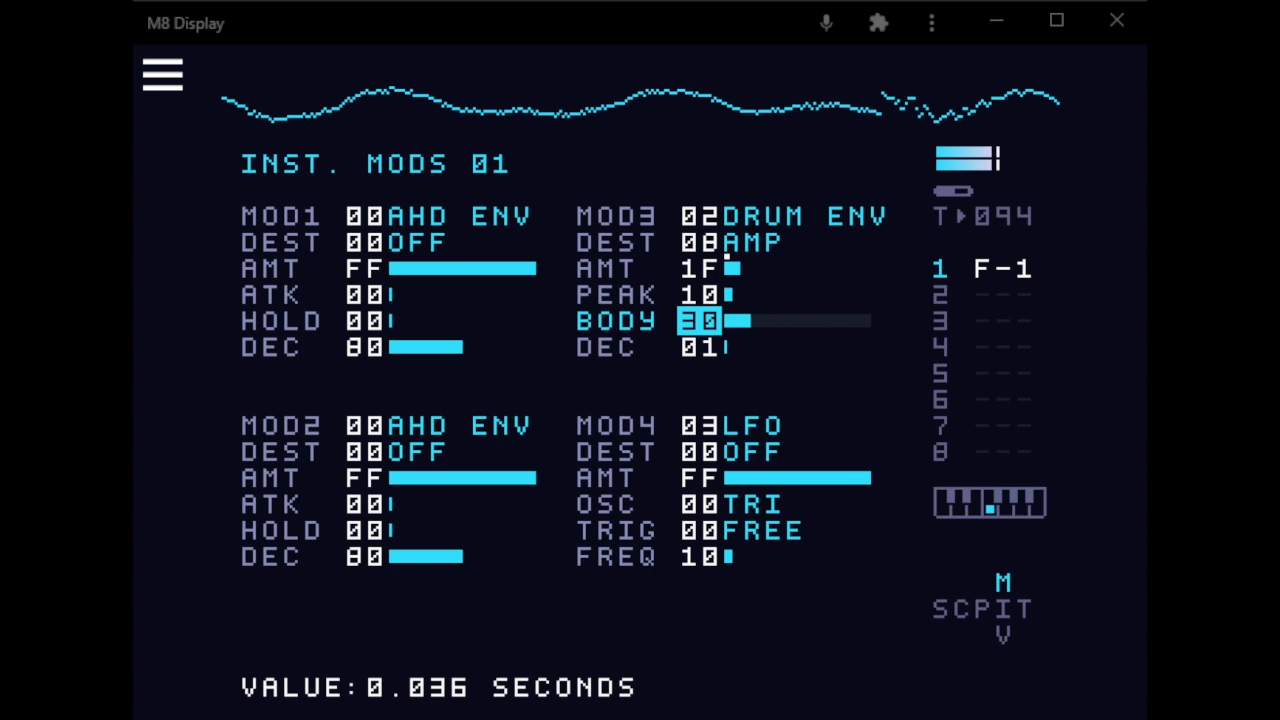 M8 Display
INST. MODS 01
MOD1 00AHD ENV MOD3 02DRUM ENV T▸094
DEST 00OFF DEST 08AMP
AMT FF AMT 1F 1 F-1
ATK 00 PEAK 10 2 ---
HOLD 00 BODY 30 3 ---
DEC 80 DEC 01 4 ---
5 ---
6 ---
MOD2 00AHD ENV MOD4 03LFO 7 ---
DEST 00OFF DEST 00OFF 8 ---
AMT FF AMT FF
ATK 00 OSC 00TRI
HOLD 00 TRIG 00FREE
DEC 80 FREQ 10
M
SCPIT
V
VALUE:0.036 SECONDS